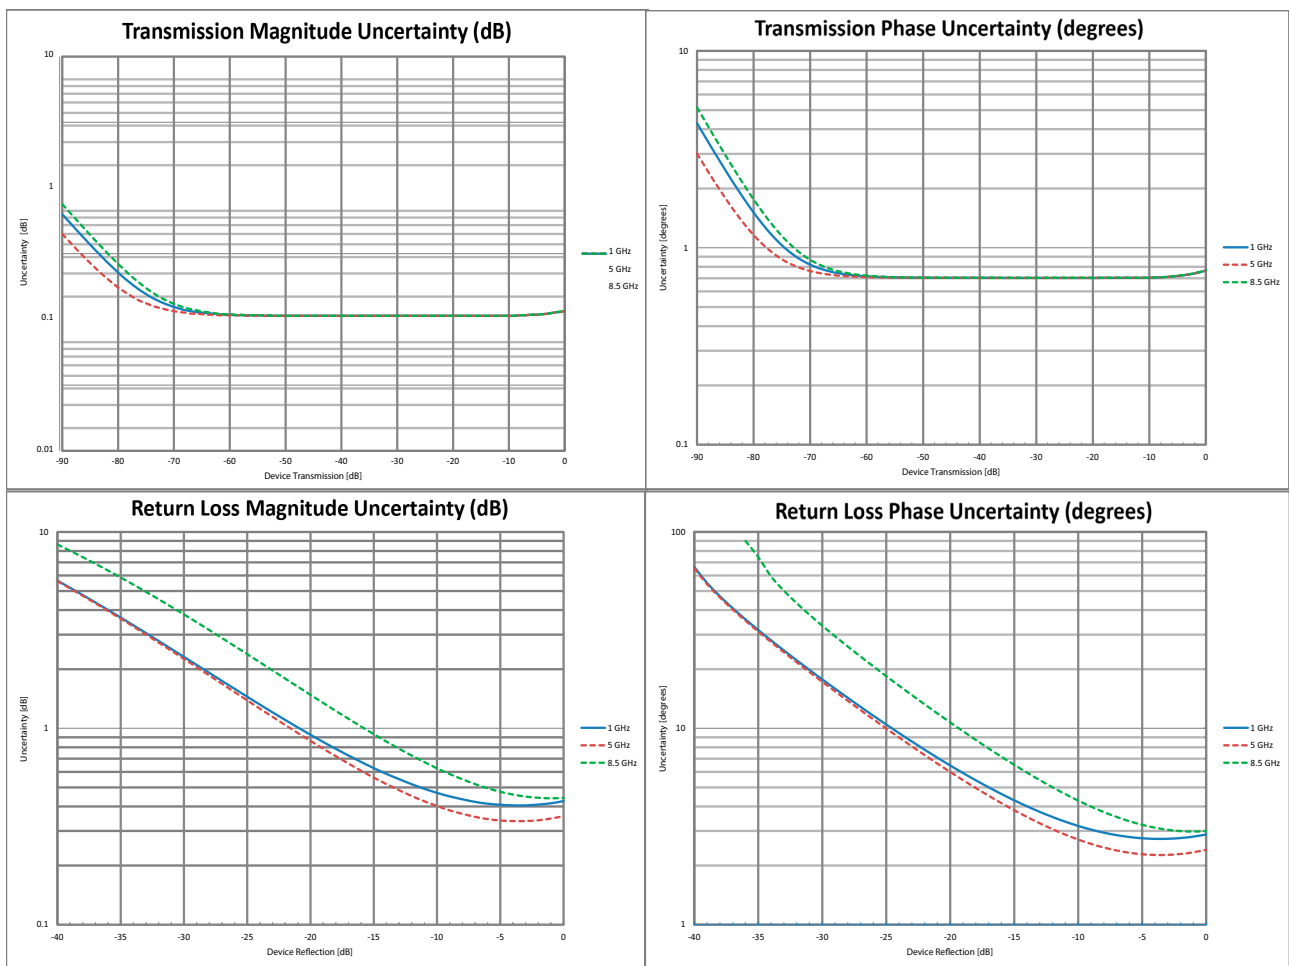 Transmission Magnitude Uncertainty (dB)
10
1
0.1
0.01
Uncertainty [dB]
-90 -80 -70 -60 -50 -40 -30 -20 -10 0
Device Transmission [dB]
1 GHz
5 GHz
8.5 GHz
Transmission Phase Uncertainty (degrees)
10
1
0.1
Uncertainty [degrees]
-90 -80 -70 -60 -50 -40 -30 -20 -10 0
Device Transmission [dB]
1 GHz
5 GHz
8.5 GHz
Return Loss Magnitude Uncertainty (dB)
10
1
0.1
Uncertainty [dB]
-40 -35 -30 -25 -20 -15 -10 -5 0
Device Reflection [dB]
1 GHz
5 GHz
8.5 GHz
Return Loss Phase Uncertainty (degrees)
100
10
1
Uncertainty [degrees]
-40 -35 -30 -25 -20 -15 -10 -5 0
Device Reflection [dB]
1 GHz
5 GHz
8.5 GHz